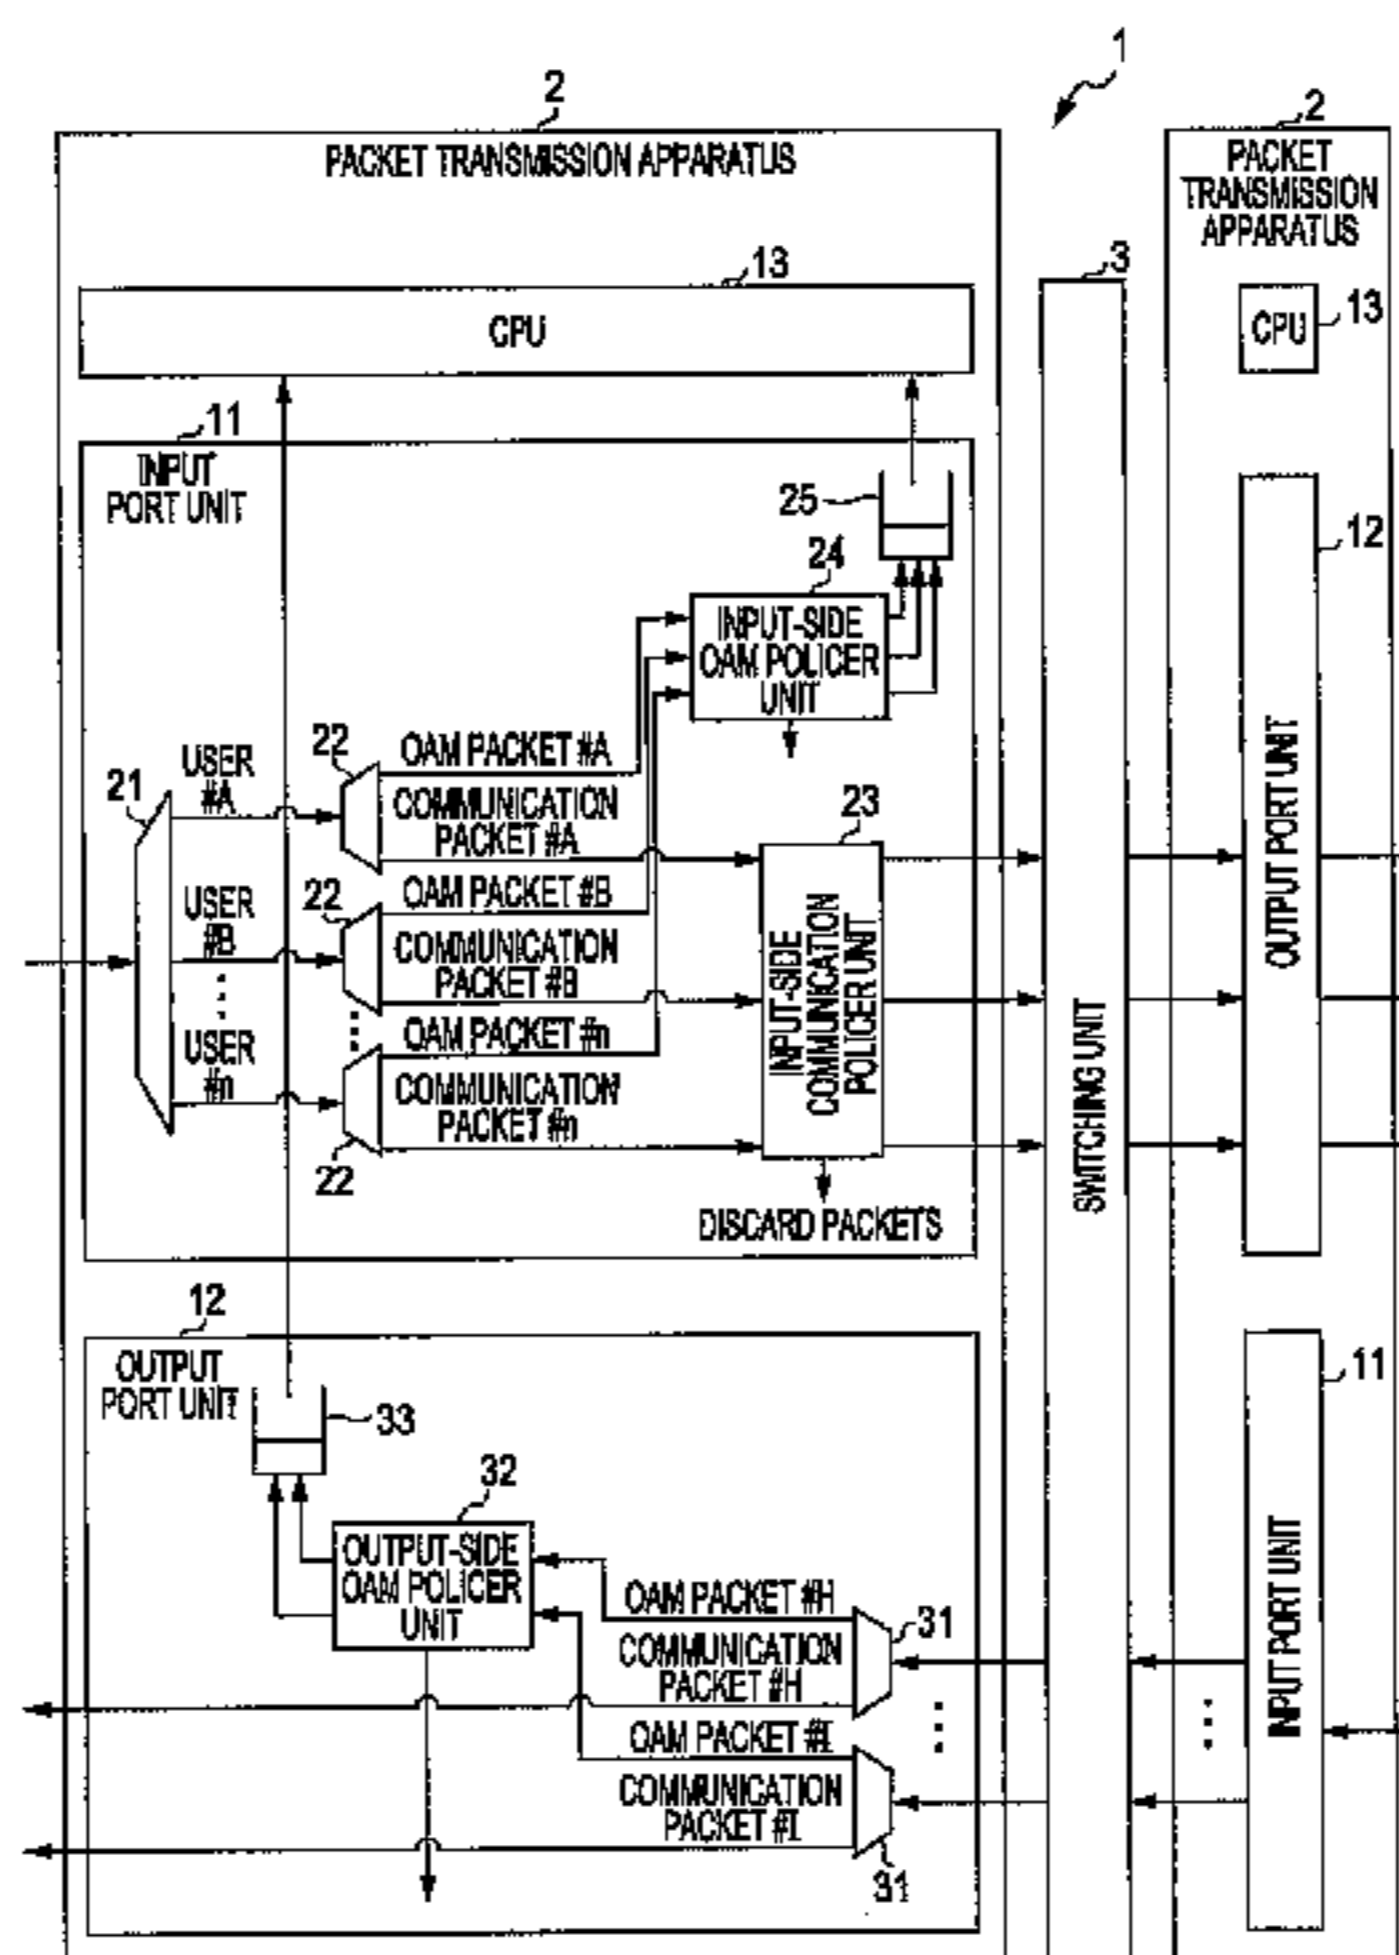 1
2
PACKET TRANSMISSION APPARATUS
2
PACKET
TRANSMISSION
APPARATUS
13
CPU
3
CPU
13
11
INPUT
PORT UNIT
25
24
INPUT-SIDE
OAM POLICER
UNIT
12
OUTPUT PORT UNIT
21
USER
#A
22
OAM PACKET #A
COMMUNICATION
PACKET #A
23
USER
#B
22
OAM PACKET #B
COMMUNICATION
PACKET #B
INPUT-SIDE
COMMUNICATION
POLICER UNIT
USER
#n
OAM PACKET #n
COMMUNICATION
PACKET #n
22
DISCARD PACKETS
SWITCHING UNIT
12
OUTPUT
PORT UNIT
33
32
OUTPUT-SIDE
OAM POLICER
UNIT
OAM PACKET #H
COMMUNICATION
PACKET #H
31
OAM PACKET #I
COMMUNICATION
PACKET #I
31
11
INPUT PORT UNIT